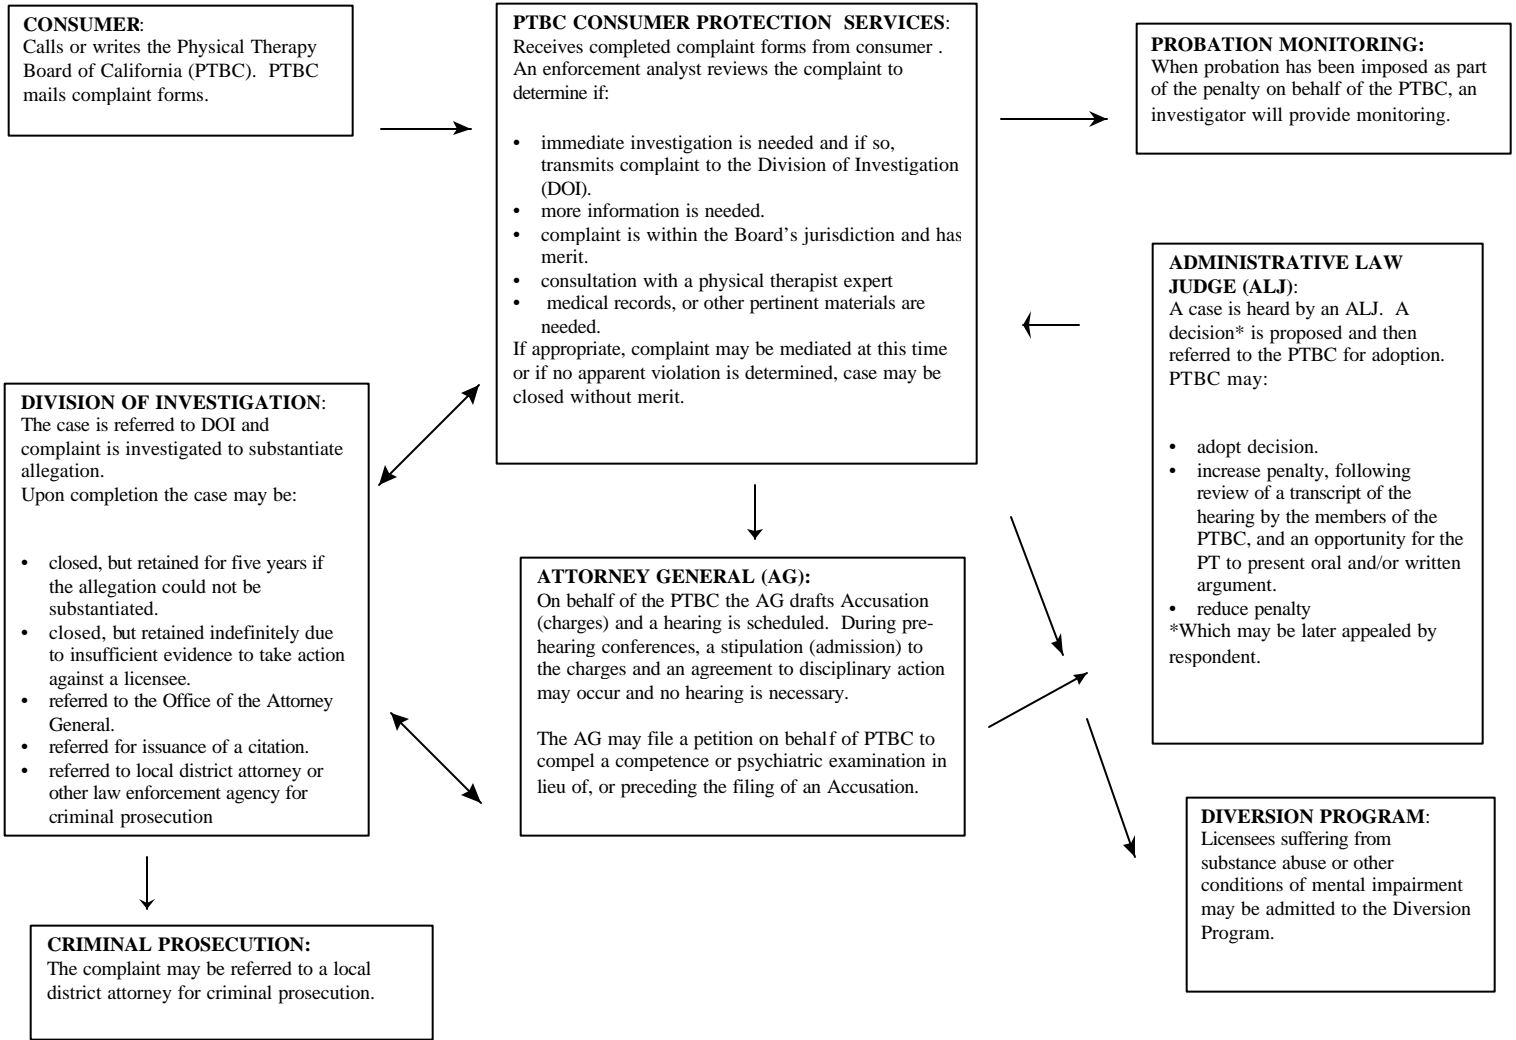 CONSUMER:
Calls or writes the Physical Therapy
Board of California (PTBC).  PTBC
mails complaint forms.
PTBC CONSUMER PROTECTION  SERVICES:
Receives completed complaint forms from consumer .
An enforcement analyst reviews the complaint to
determine if:
• immediate investigation is needed and if so,
transmits complaint to the Division of Investigation
(DOI).
• more information is needed.
• complaint is within the Board's jurisdiction and has
merit.
• consultation with a physical therapist expert
• medical records, or other pertinent materials are
needed.
If appropriate, complaint may be mediated at this time
or if no apparent violation is determined, case may be
closed without merit.
PROBATION MONITORING:
When probation has been imposed as part
of the penalty on behalf of the PTBC, an
investigator will provide monitoring.
ADMINISTRATIVE LAW
JUDGE (ALJ):
A case is heard by an ALJ.  A
decision* is proposed and then
referred to the PTBC for adoption.
PTBC may:
• adopt decision.
• increase penalty, following
review of a transcript of the
hearing by the members of the
PTBC, and an opportunity for the
PT to present oral and/or written
argument.
• reduce penalty
*Which may be later appealed by
respondent.
DIVISION OF INVESTIGATION:
The case is referred to DOI and
complaint is investigated to substantiate
allegation.
Upon completion the case may be:
• closed, but retained for five years if
the allegation could not be
substantiated.
• closed, but retained indefinitely due
to insufficient evidence to take action
against a licensee.
• referred to the Office of the Attorney
General.
• referred for issuance of a citation.
• referred to local district attorney or
other law enforcement agency for
criminal prosecution
ATTORNEY GENERAL (AG):
On behalf of the PTBC the AG drafts Accusation
(charges) and a hearing is scheduled.  During pre-
hearing conferences, a stipulation (admission) to
the charges and an agreement to disciplinary action
may occur and no hearing is necessary.
The AG may file a petition on behalf of PTBC to
compel a competence or psychiatric examination in
lieu of, or preceding the filing of an Accusation.
DIVERSION PROGRAM:
Licensees suffering from
substance abuse or other
conditions of mental impairment
may be admitted to the Diversion
Program.
CRIMINAL PROSECUTION:
The complaint may be referred to a local
district attorney for criminal prosecution.